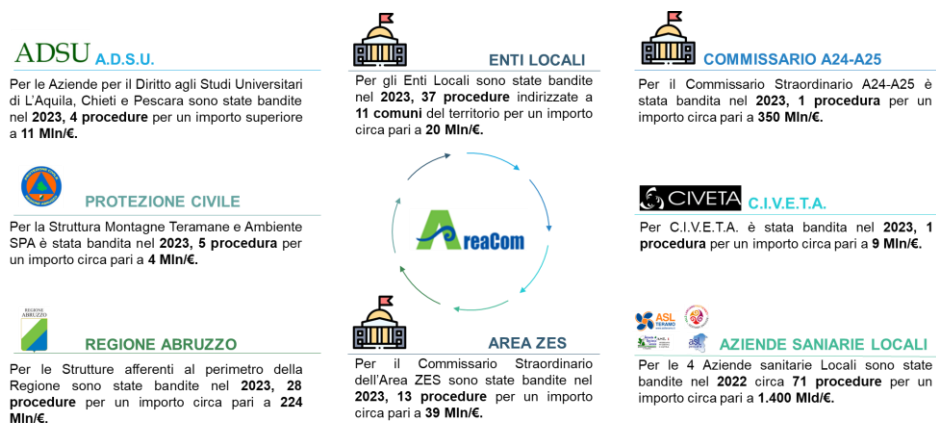 ADSU A.D.S.U.
Per le Aziende per il Diritto agli Studi Universitari
di L'Aquila, Chieti e Pescara sono state bandite
nel 2023, 4 procedure per un importo superiore
a 11 Mln/€.
ENTI LOCALI
Per gli Enti Locali sono state bandite
nel 2023, 37 procedure indirizzate a
11 comuni del territorio per un importo
circa pari a 20 Mln/€.
COMMISSARIO A24-A25
Per il Commissario Straordinario A24-A25 è
stata bandita nel 2023, 1 procedura per un
importo circa pari a 350 Mln/€.
PROTEZIONE CIVILE
Per la Struttura Montagne Teramane e Ambiente
SPA è stata bandita nel 2023, 5 procedura per
un importo circa pari a 4 Mln/€.
AreaCom
CIVETA C.I.V.E.T.A.
Per C.I.V.E.T.A. è stata bandita nel 2023, 1
procedura per un importo circa pari a 9 Mln/€.
REGIONE
ABRUZZO
REGIONE ABRUZZO
Per le Strutture afferenti al perimetro della
Regione sono state bandite nel 2023, 28
procedure per un importo circa pari a 224
Mln/€.
AREA ZES
Per il Commissario Straordinario
dell'Area ZES sono state bandite nel
2023, 13 procedure per un importo
circa pari a 39 Mln/€.
ASL
TERAMO
AZIENDE SANIARIE LOCALI
Per le 4 Aziende sanitarie Locali sono state
bandite nel 2022 circa 71 procedure per un
importo circa pari a 1.400 Mld/€.